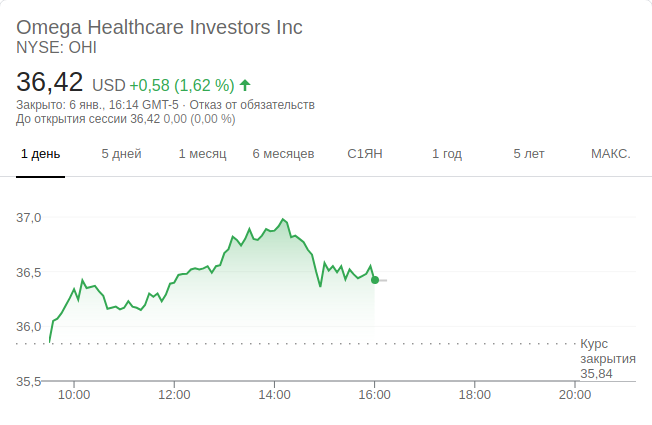 Omega Healthcare Investors Inc
NYSE: OHI
36,42 USD +0,58 (1,62 %)
Закрыто: 6 янв., 16:14 GMT-5 · Отказ от обязательств
До открытия сессии 36,42 0,00 (0,00 %)
1 день 5 дней 1 месяц 6 месяцев С1ЯН 1 год 5 лет МАКС.
37,0
36,5
36,0
Курс
закрытия
35,84
35,5
10:00 12:00 14:00 16:00 18:00 20:00